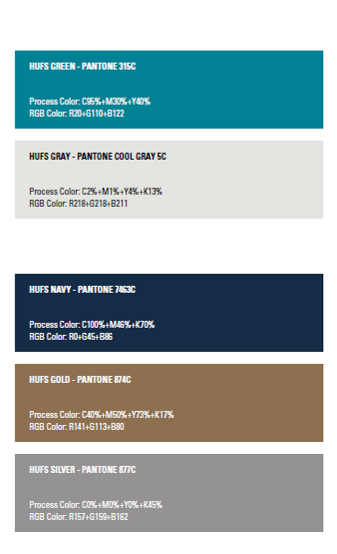 HUFS GREEN - PANTONE 315C
Process Color: C95%+M30%+Y40%
RGB Color: R20+G110+B122
HUFS GRAY - PANTONE COOL GRAY 5C
Process Color: C2%+M1%+Y4%+K13%
RGB Color: R218+G218+B211
HUFS NAVY - PANTONE 7463C
Process Color: C100%+M46%+K70%
RGB Color: R0+G45+B86
HUFS GOLD - PANTONE 874C
Process Color: C40%+M50%+Y73%+K17%
RGB Color: R141+G113+B80
HUFS SILVER - PANTONE 877C
Process Color: C0%+M0%+Y0%+K45%
RGB Color: R157+G159+B162